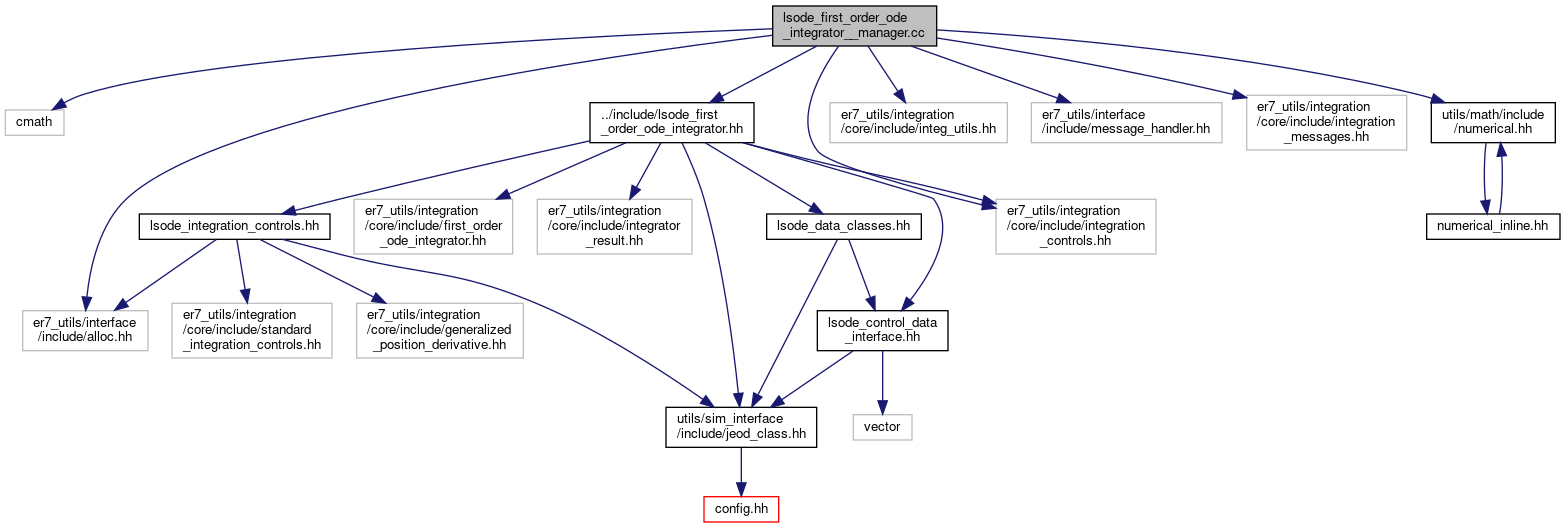 lsode_first_order_ode
_integrator__manager.cc
cmath
../include/lsode_first
_order_ode_integrator.hh
er7_utils/integration
/core/include/integ_utils.hh
er7_utils/interface
/include/message_handler.hh
er7_utils/integration
/core/include/integration
_messages.hh
utils/math/include
/numerical.hh
lsode_integration_controls.hh
er7_utils/integration
/core/include/first_order
_ode_integrator.hh
er7_utils/integration
/core/include/integrator
_result.hh
lsode_data_classes.hh
er7_utils/integration
/core/include/integration
_controls.hh
numerical_inline.hh
er7_utils/interface
/include/alloc.hh
er7_utils/integration
/core/include/standard
_integration_controls.hh
er7_utils/integration
/core/include/generalized
_position_derivative.hh
lsode_control_data
_interface.hh
utils/sim_interface
/include/jeod_class.hh
vector
config.hh